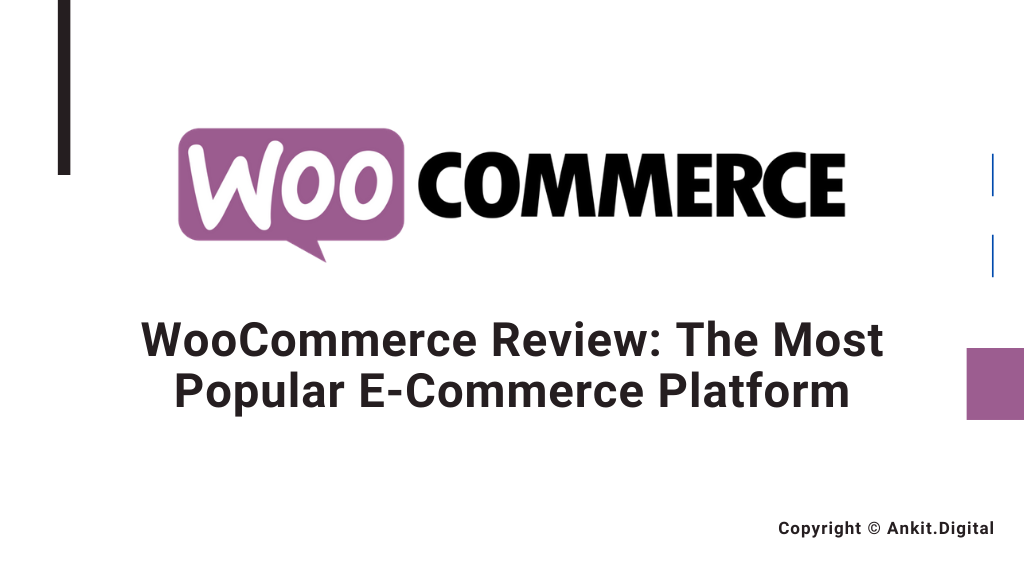 WOO COMMERCE
WooCommerce Review: The Most
Popular E-Commerce Platform
Copyright © Ankit.Digital